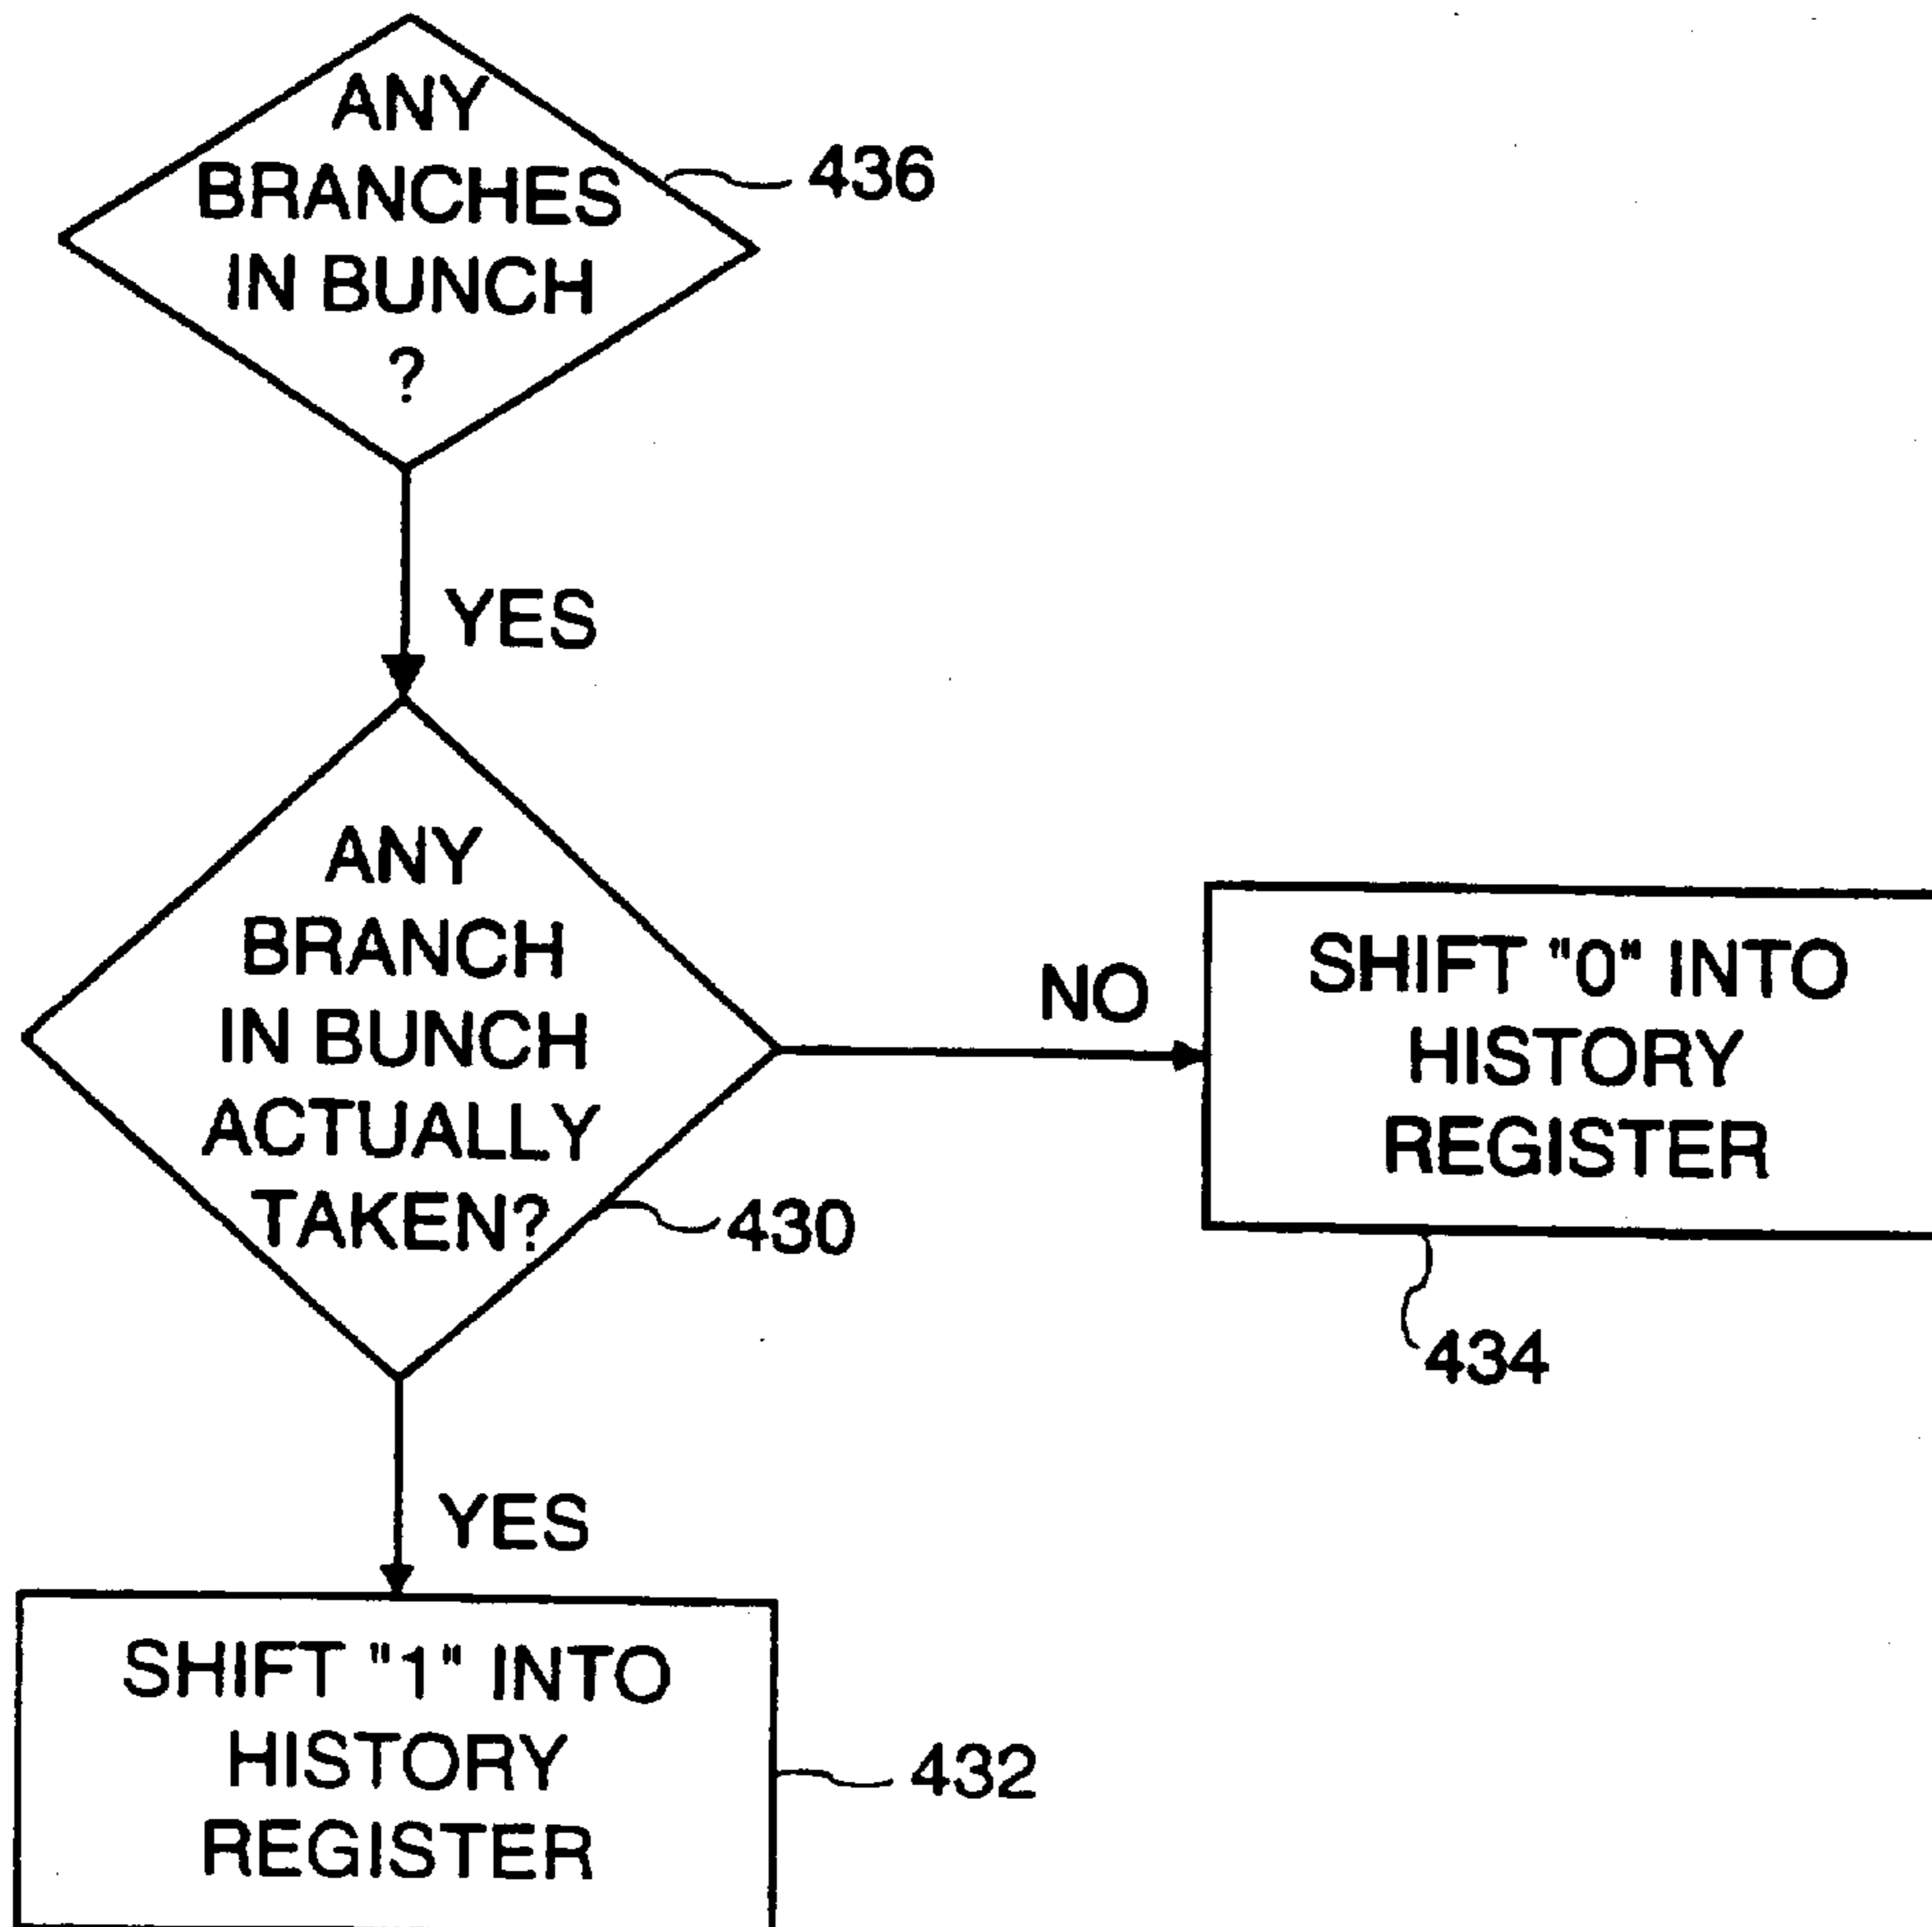 ANY
BRANCHES
IN BUNCH
?
436
YES
ANY
BRANCH
IN BUNCH
ACTUALLY
TAKEN?
430
NO
SHIFT "0" INTO
HISTORY
REGISTER
434
YES
SHIFT "1" INTO
HISTORY
REGISTER
432